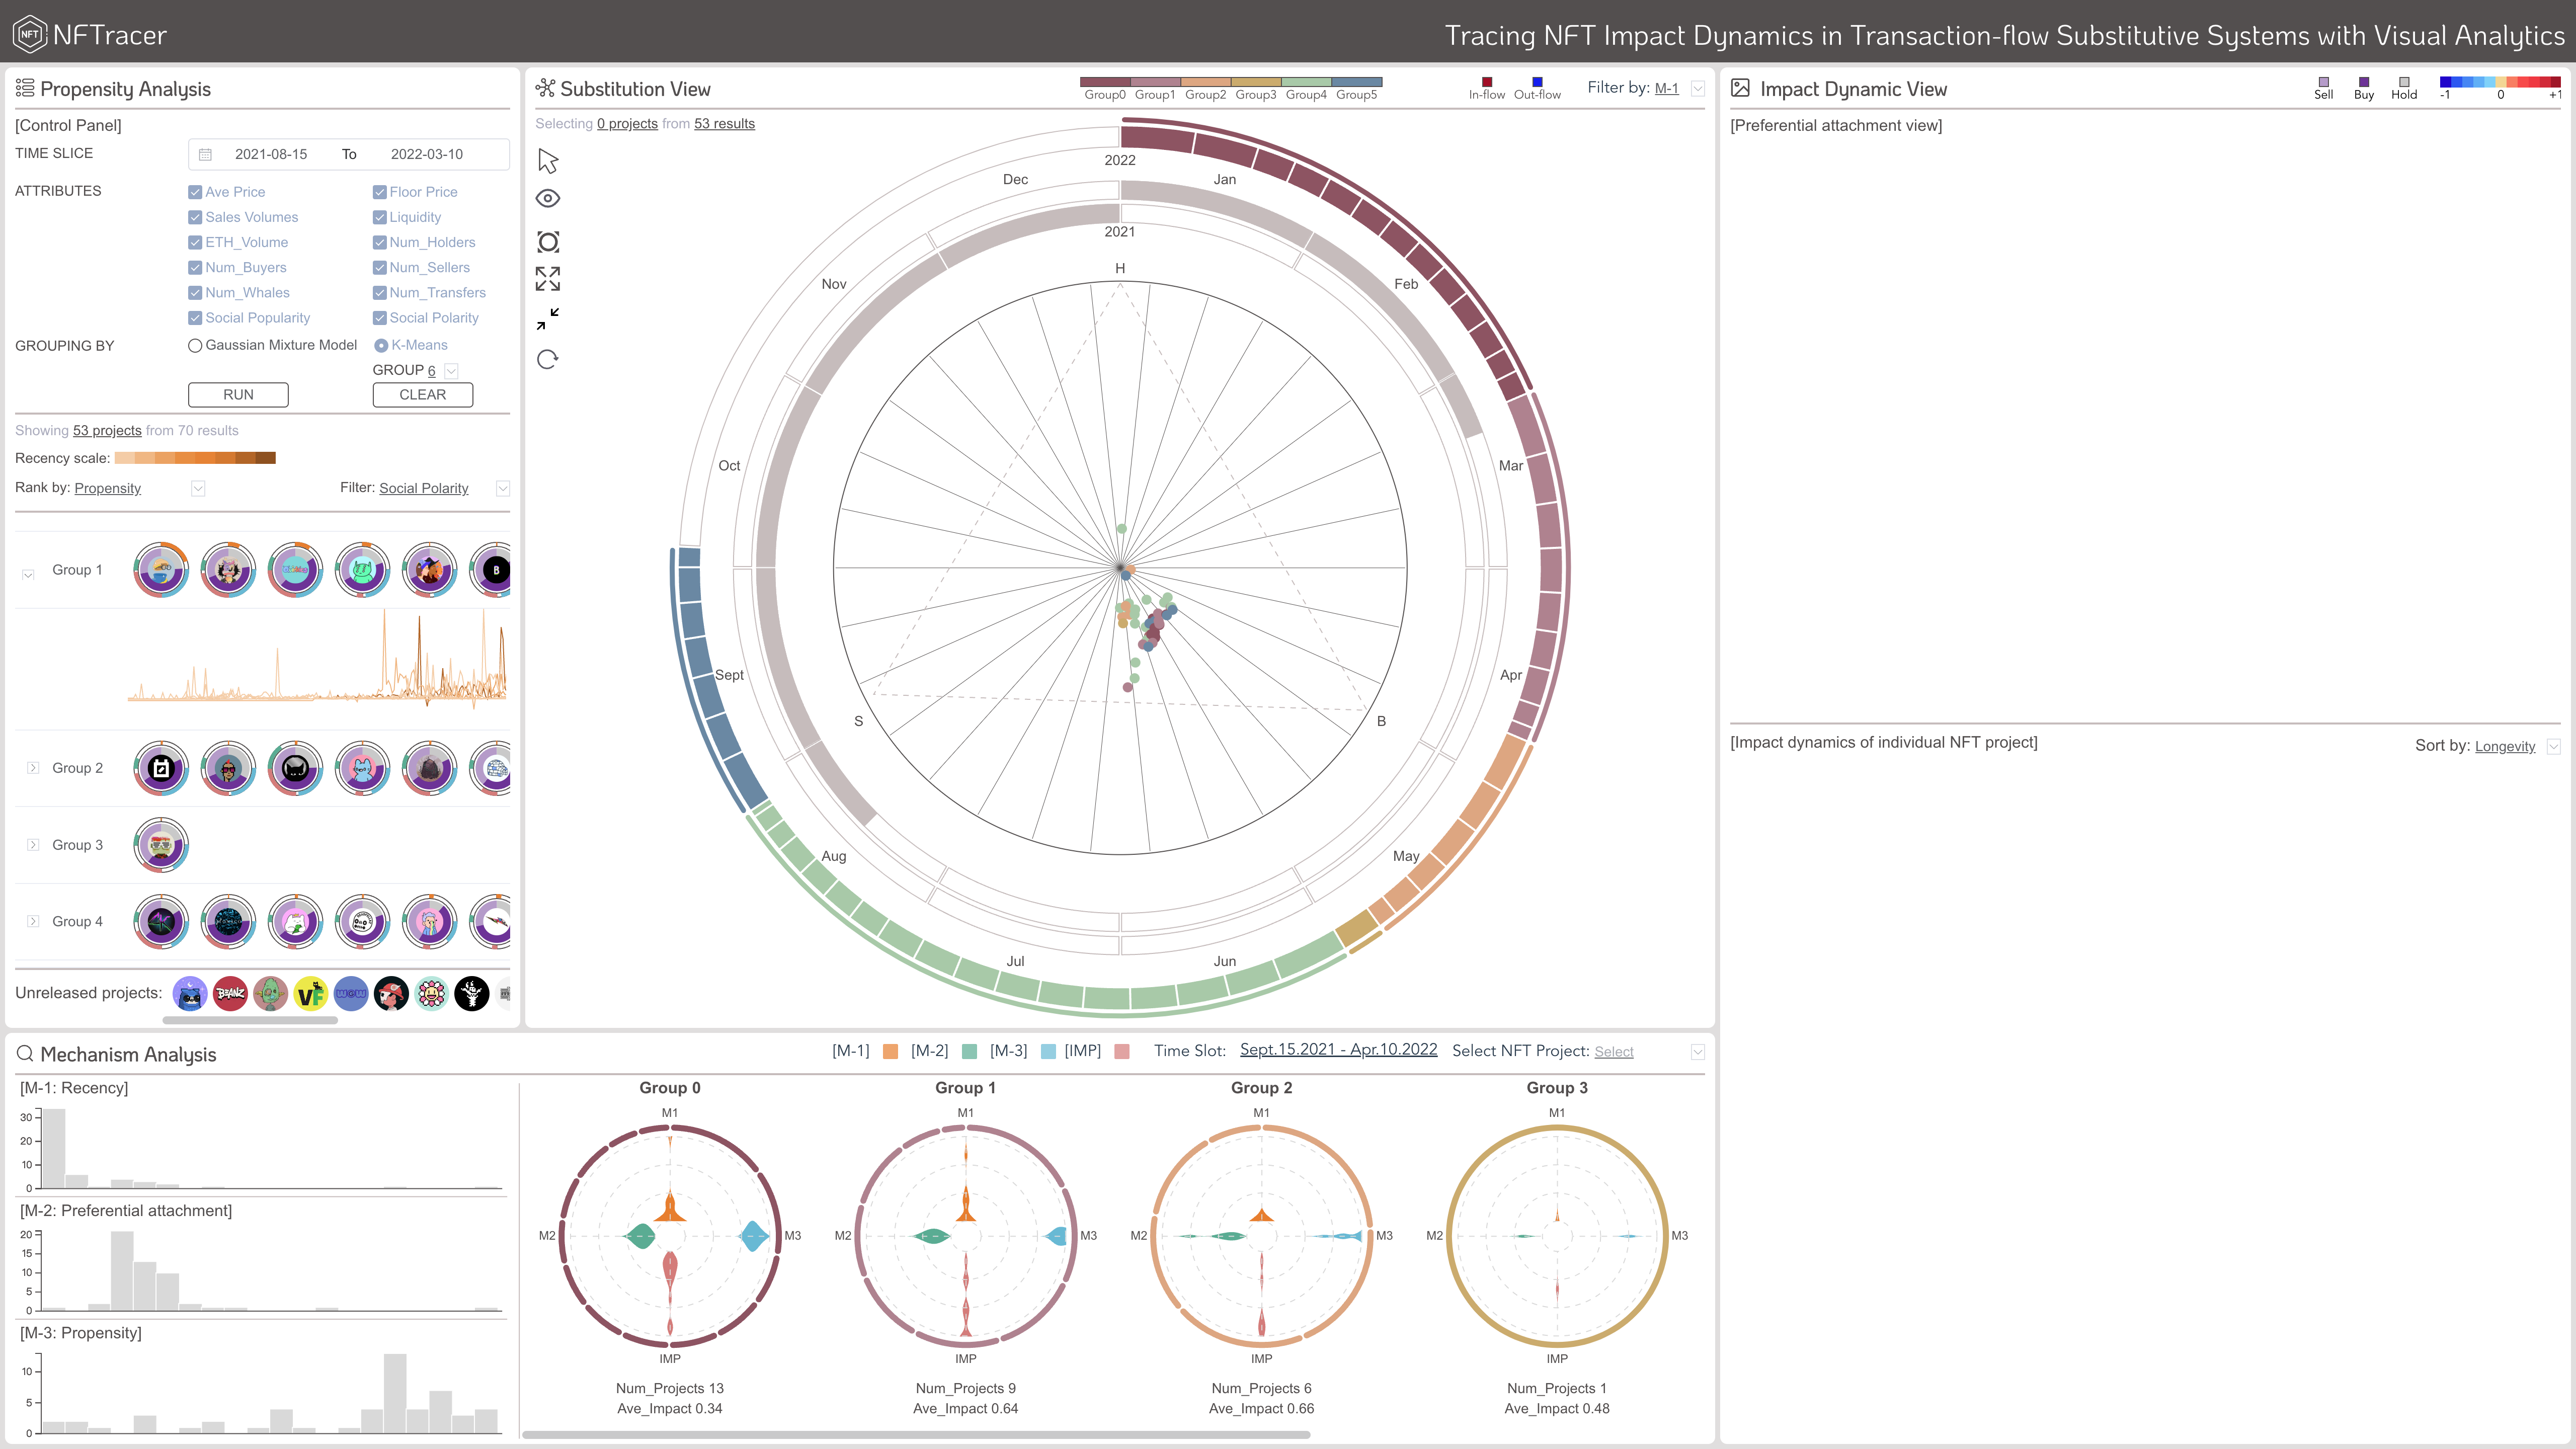 NFT NFTracer
Tracing NFT Impact Dynamics in Transaction-flow Substitutive Systems with Visual Analytics
Propensity Analysis
[Control Panel]
TIME SLICE 2021-08-15 To 2022-03-10
ATTRIBUTES Ave Price Floor Price
Sales Volumes Liquidity
ETH_Volume Num_Holders
Num_Buyers Num_Sellers
Num_Whales Num_Transfers
Social Popularity Social Polarity
GROUPING BY Gaussian Mixture Model K-Means
GROUP 6
RUN CLEAR
Showing 53 projects from 70 results
Recency scale:
Rank by: Propensity Filter: Social Polarity
Group 1
B
Group 2
Group 3
Group 4
Unreleased projects:
BEANZ
VF
WGW
Substitution View
Group0 Group1 Group2 Group3 Group4 Group5
In-flow Out-flow
Filter by: M-1
Selecting 0 projects from 53 results
2022
Dec Jan
2021
H
Nov Feb
Oct Mar
Sept Apr
S B
Aug May
Jul Jun
Impact Dynamic View
Sell Buy Hold -1 0 +1
[Preferential attachment view]
[Impact dynamics of individual NFT project]
Sort by: Longevity
Mechanism Analysis
[M-1] [M-2] [M-3] [IMP] Time Slot: Sept.15.2021 - Apr.10.2022 Select NFT Project: Select
[M-1: Recency]
30
20
10
0
[M-2: Preferential attachment]
20
15
10
5
0
[M-3: Propensity]
10
5
0
Group 0
M1
M2 M3
IMP
Num_Projects 13
Ave_Impact 0.34
Group 1
M1
M2 M3
IMP
Num_Projects 9
Ave_Impact 0.64
Group 2
M1
M2 M3
IMP
Num_Projects 6
Ave_Impact 0.66
Group 3
M1
M2 M3
IMP
Num_Projects 1
Ave_Impact 0.48